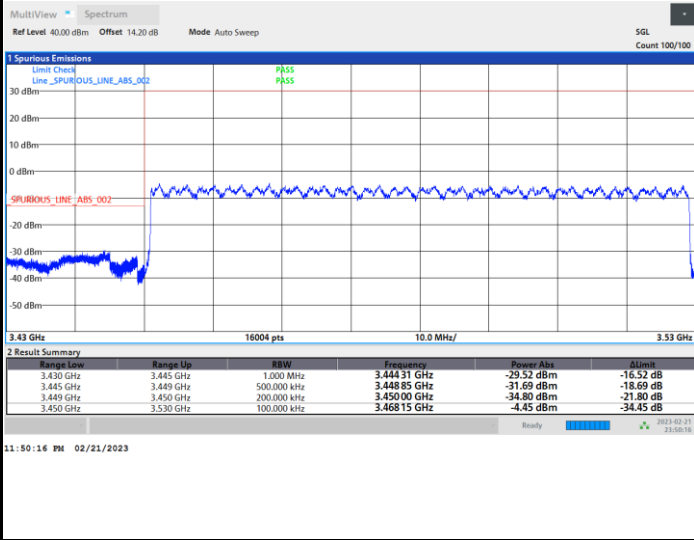 MultiView Spectrum
Ref Level 40.00 dBm Offset 14.20 dB Mode Auto Sweep SGL
Count 100/100
1 Spurious Emissions
Limit Check PASS
Line _SPURIOUS_LINE_ABS_002 PASS
30 dBm
20 dBm
10 dBm
0 dBm
_SPURIOUS_LINE_ABS_002
-20 dBm
-30 dBm
-40 dBm
-50 dBm
3.43 GHz 16004 pts 10.0 MHz/ 3.53 GHz
2 Result Summary
Range Low Range Up RBW Frequency Power Abs ΔLimit
3.430 GHz 3.445 GHz 1.000 MHz 3.444 31 GHz -29.52 dBm -16.52 dB
3.445 GHz 3.449 GHz 500.000 kHz 3.448 85 GHz -31.69 dBm -18.69 dB
3.449 GHz 3.450 GHz 200.000 kHz 3.450 00 GHz -34.80 dBm -21.80 dB
3.450 GHz 3.530 GHz 100.000 kHz 3.468 15 GHz -4.45 dBm -34.45 dB
Ready 2023-02-21
23:50:16
11:50:16 PM 02/21/2023